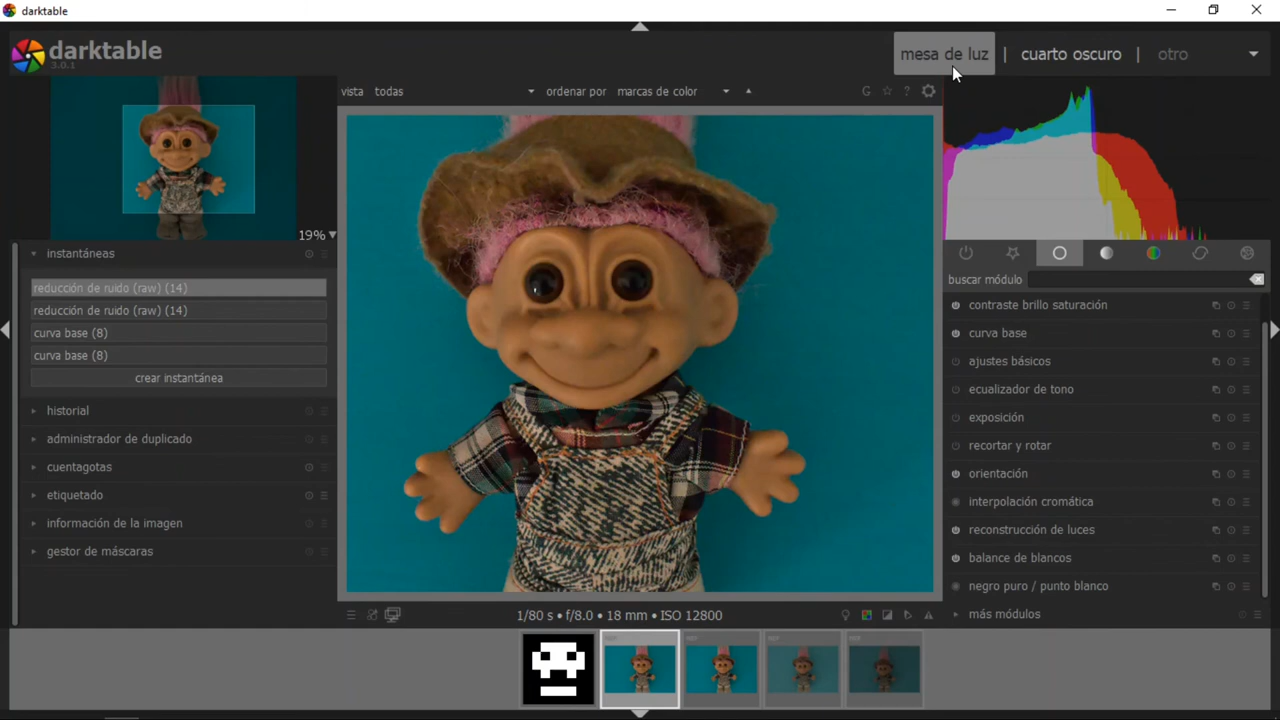 darktable
darktable
3.0.1
mesa de luz | cuarto oscuro | otro
vista todas ordenar por marcas de color G ☆ ?
19%
instantáneas
reducción de ruido (raw) (14)
reducción de ruido (raw) (14)
curva base (8)
curva base (8)
crear instantánea
historial
administrador de duplicado
cuentagotas
etiquetado
información de la imagen
gestor de máscaras
buscar módulo
contraste brillo saturación
curva base
ajustes básicos
ecualizador de tono
exposición
recortar y rotar
orientación
interpolación cromática
reconstrucción de luces
balance de blancos
negro puro / punto blanco
más módulos
1/80 s • f/8.0 • 18 mm • ISO 12800